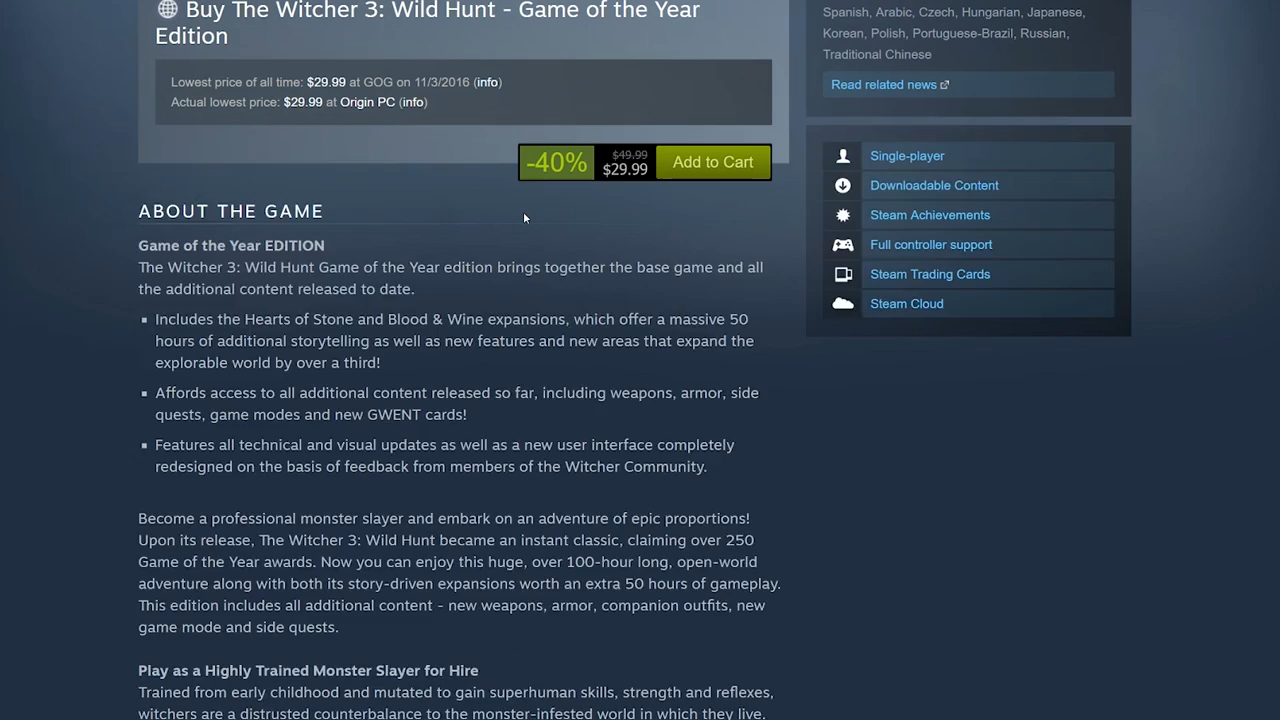 Buy The Witcher 3: Wild Hunt - Game of the Year
Edition
Lowest price of all time: $29.99 at GOG on 11/3/2016 (info)
Actual lowest price: $29.99 at Origin PC (info)
-40%
$49.99
$29.99
Add to Cart
ABOUT THE GAME
Game of the Year EDITION
The Witcher 3: Wild Hunt Game of the Year edition brings together the base game and all
the additional content released to date.
Includes the Hearts of Stone and Blood & Wine expansions, which offer a massive 50
hours of additional storytelling as well as new features and new areas that expand the
explorable world by over a third!
Affords access to all additional content released so far, including weapons, armor, side
quests, game modes and new GWENT cards!
Features all technical and visual updates as well as a new user interface completely
redesigned on the basis of feedback from members of the Witcher Community.
Become a professional monster slayer and embark on an adventure of epic proportions!
Upon its release, The Witcher 3: Wild Hunt became an instant classic, claiming over 250
Game of the Year awards. Now you can enjoy this huge, over 100-hour long, open-world
adventure along with both its story-driven expansions worth an extra 50 hours of gameplay.
This edition includes all additional content - new weapons, armor, companion outfits, new
game mode and side quests.
Play as a Highly Trained Monster Slayer for Hire
Trained from early childhood and mutated to gain superhuman skills, strength and reflexes,
witchers are a distrusted counterbalance to the monster-infested world in which they live.
Spanish, Arabic, Czech, Hungarian, Japanese,
Korean, Polish, Portuguese-Brazil, Russian,
Traditional Chinese
Read related news
Single-player
Downloadable Content
Steam Achievements
Full controller support
Steam Trading Cards
Steam Cloud